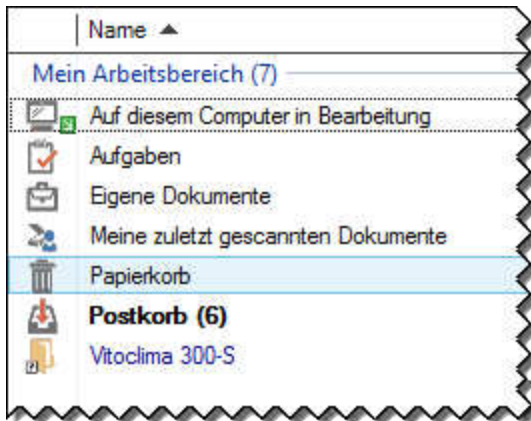 Name
Mein Arbeitsbereich (7)
Auf diesem Computer in Bearbeitung
Aufgaben
Eigene Dokumente
Meine zuletzt gescannten Dokumente
Papierkorb
Postkorb (6)
Vitoclima 300-S